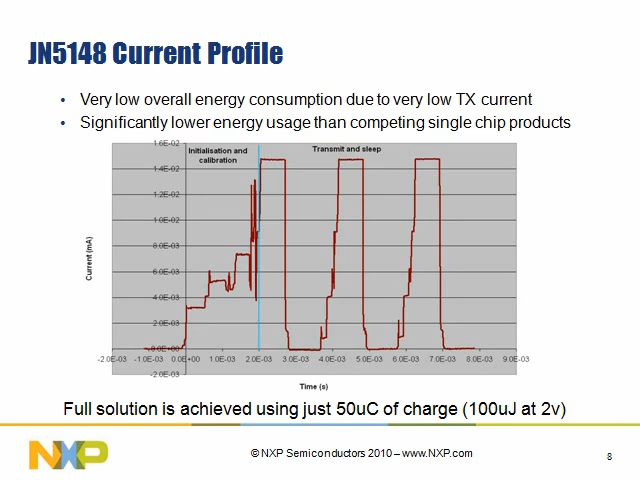 JN5148 Current Profile
• Very low overall energy consumption due to very low TX current
• Significantly lower energy usage than competing single chip products
Initialisation and
calibration
Transmit and sleep
1.6E-02
1.4E-02
1.2E-02
1.0E-02
8.0E-03
6.0E-03
4.0E-03
2.0E-03
0.0E+00
-2.0E-03
Current (mA)
-2.0E-03 -1.0E-03 0.0E+00 1.0E-03 2.0E-03 3.0E-03 4.0E-03 5.0E-03 6.0E-03 7.0E-03 8.0E-03 9.0E-03
Time (s)
Full solution is achieved using just 50uC of charge (100uJ at 2v)
NXP
© NXP Semiconductors 2010 – www.NXP.com
8